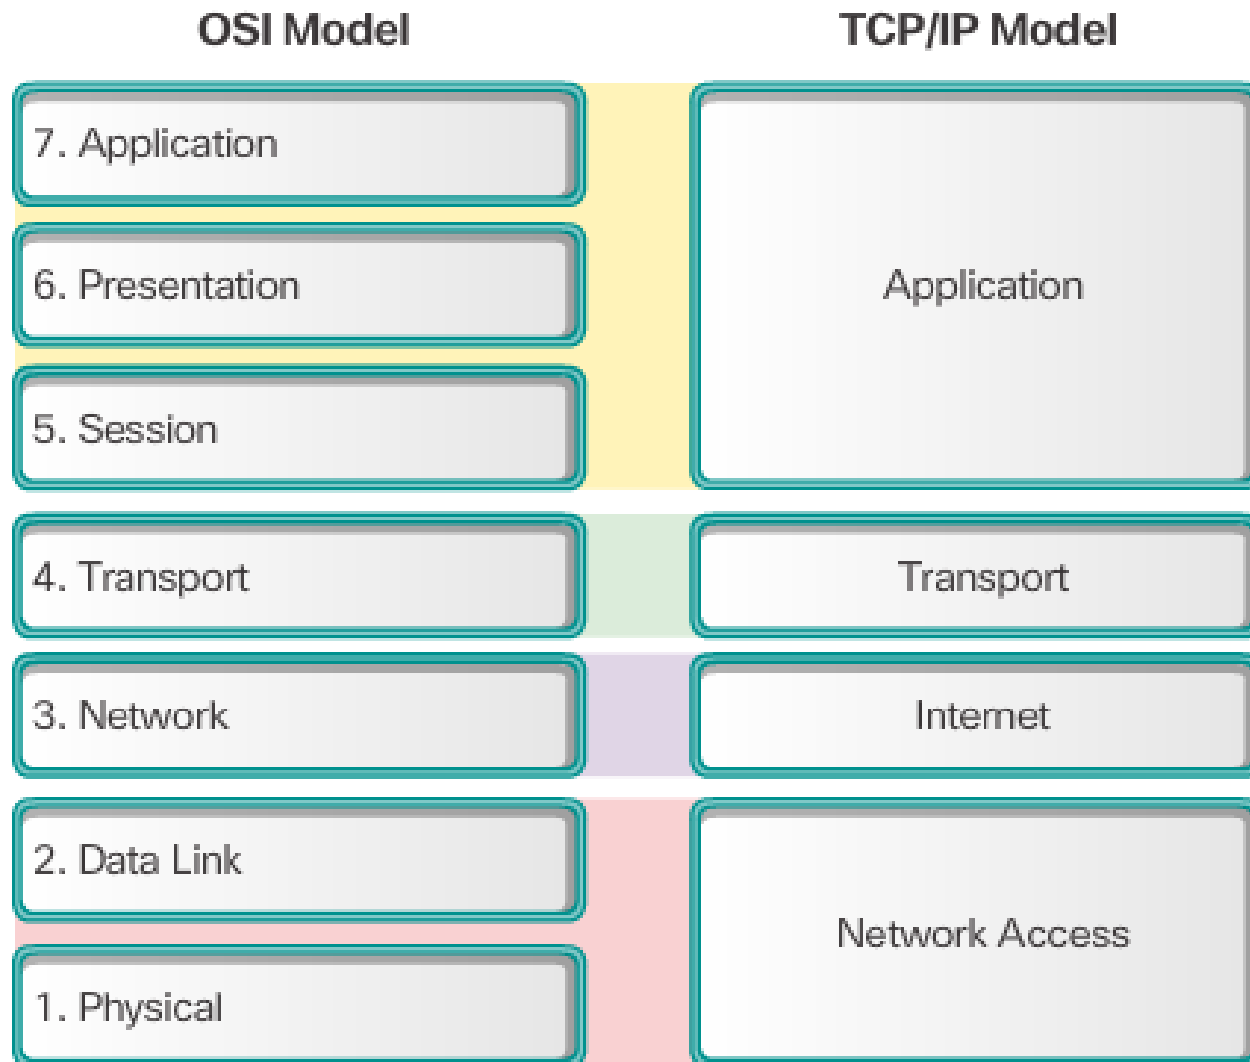 OSI Model
TCP/IP Model
7. Application
6. Presentation
5. Session
Application
4. Transport
Transport
3. Network
Internet
2. Data Link
1. Physical
Network Access